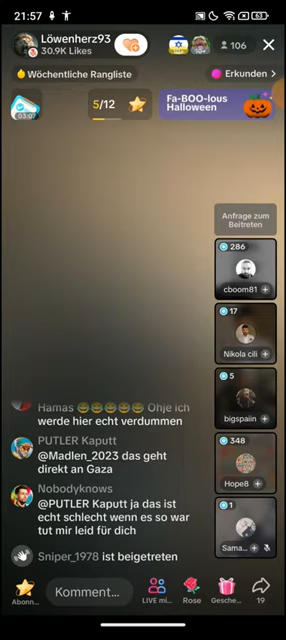 21:57
63
Löwenherz93
30.9K Likes
106
Wöchentliche Rangliste
Erkunden >
03:07
5/12
Fa-BOO-lous
Halloween
Anfrage zum
Beitreten
286
cboom81
17
Nikola cili
5
bigspaiin
348
Hope8
1
Sama...
Hamas 😂😂😂😂😂 Ohje ich
werde hier echt verdummen
PUTLER Kaputt
@Madlen_2023 das geht
direkt an Gaza
Nobodyknows
@PUTLER Kaputt ja das ist
echt schlecht wenn es so war
tut mir leid für dich
Sniper_1978 ist beigetreten
Abonn...
Komment...
LIVE mi...
Rose
Gesche...
19